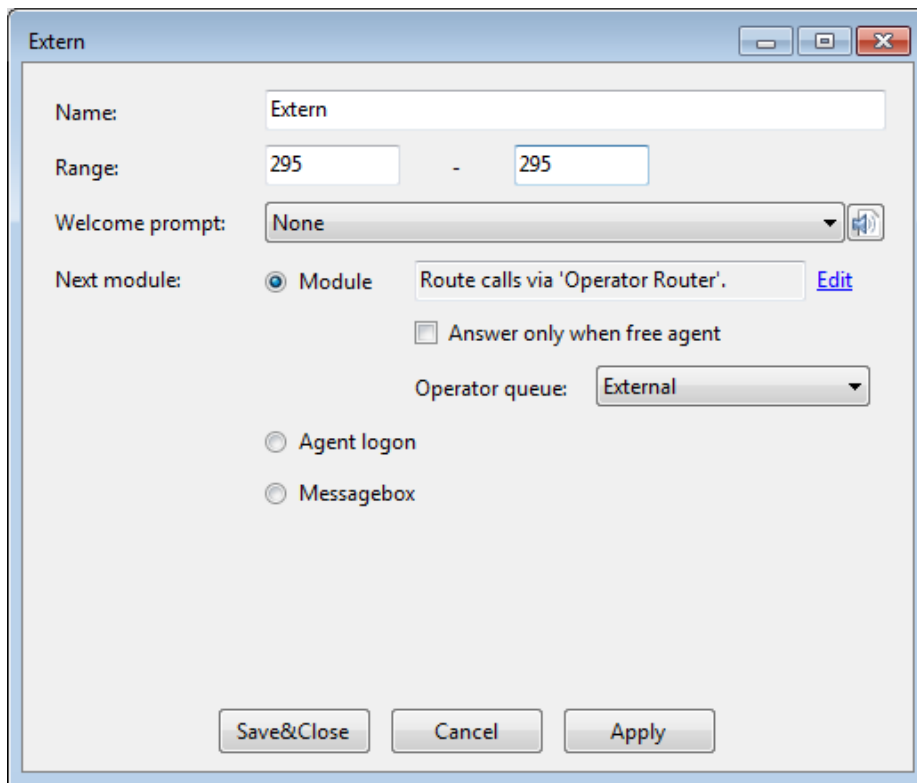 Extern
Name: Extern
Range: 295 - 295
Welcome prompt: None
Next module: Module Route calls via 'Operator Router'. Edit
Answer only when free agent
Operator queue: External
Agent logon
Messagebox
Save&Close Cancel Apply